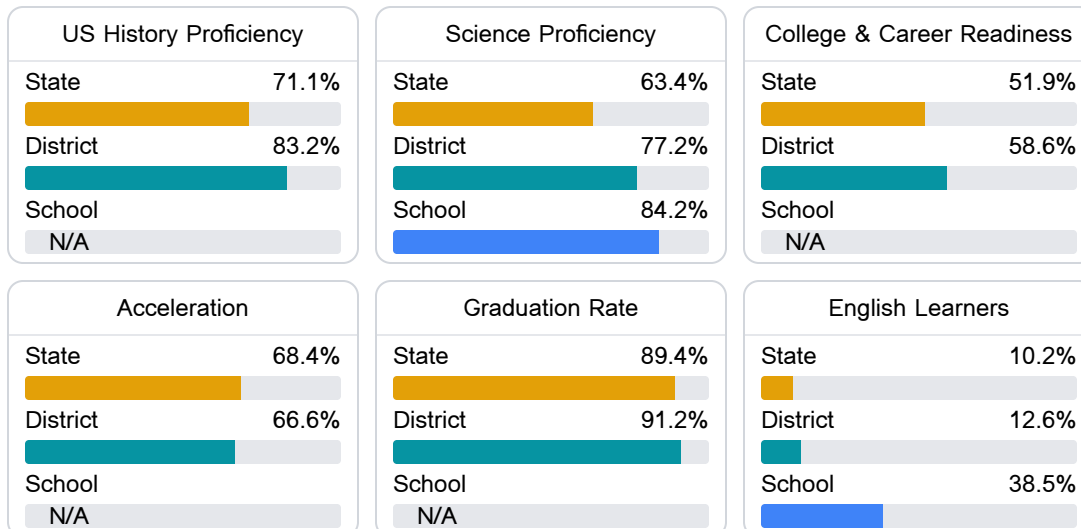 US History Proficiency
State 71.1%
District 83.2%
School
N/A
Science Proficiency
State 63.4%
District 77.2%
School 84.2%
College & Career Readiness
State 51.9%
District 58.6%
School
N/A
Acceleration
State 68.4%
District 66.6%
School
N/A
Graduation Rate
State 89.4%
District 91.2%
School
N/A
English Learners
State 10.2%
District 12.6%
School 38.5%